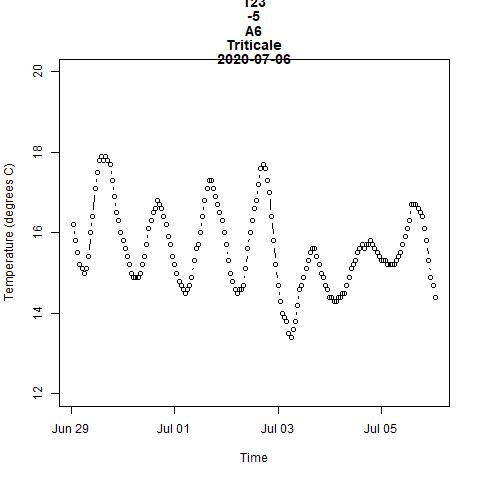 123
-5
A6
Triticale
2020-07-06
Temperature (degrees C)
20
18
16
14
12
Jun 29
Jul 01
Jul 03
Jul 05
Time